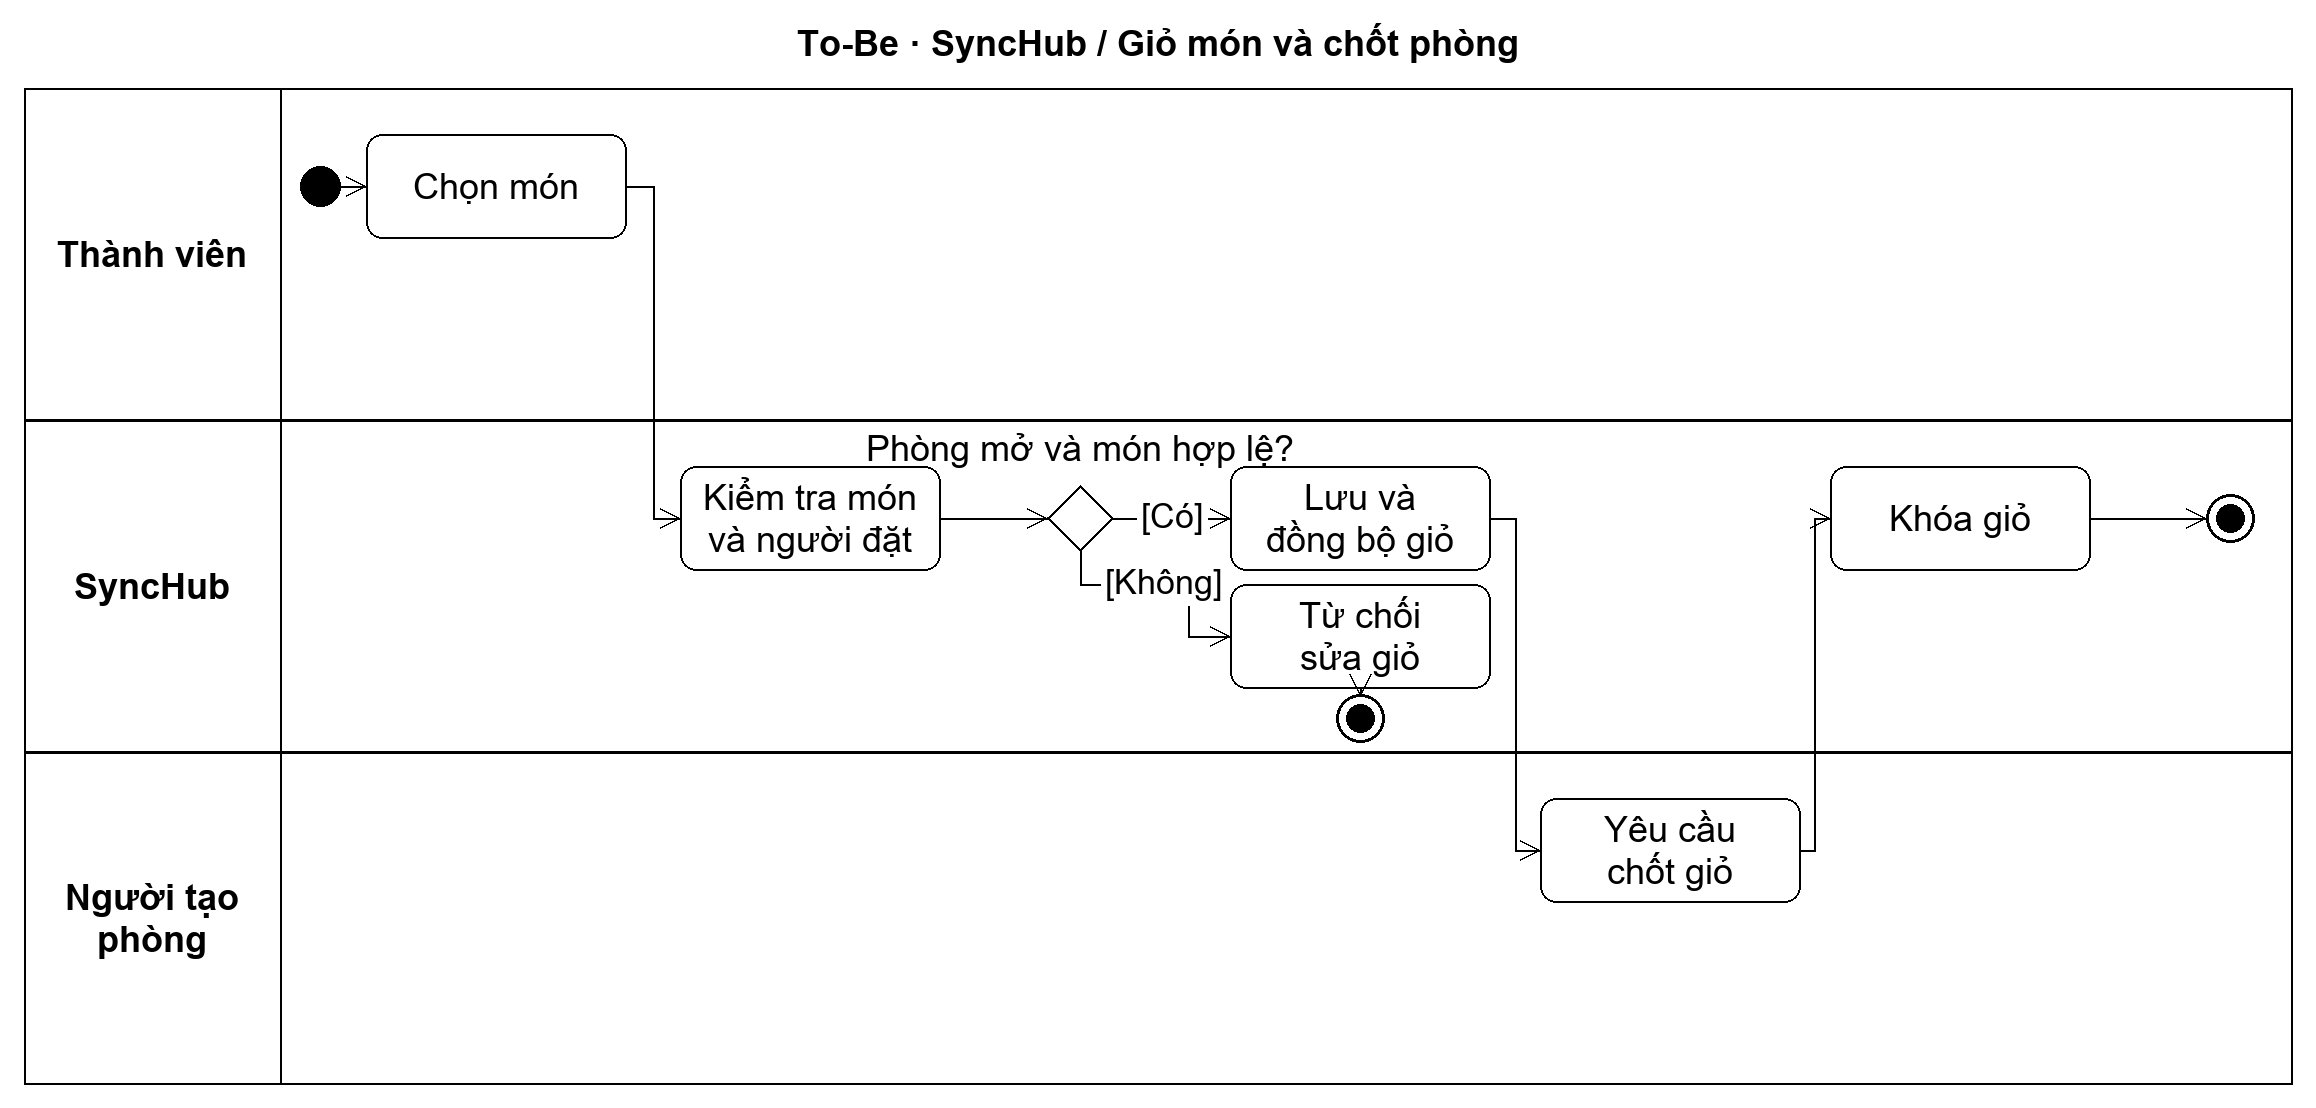 To-Be · SyncHub / Giỏ món và chốt phòng
Thành viên
Chọn món
SyncHub
Phòng mở và món hợp lệ?
Kiểm tra món
và người đặt
[Có]
Lưu và
đồng bộ giỏ
[Không]
Từ chối
sửa giỏ
Khóa giỏ
Người tạo
phòng
Yêu cầu
chốt giỏ